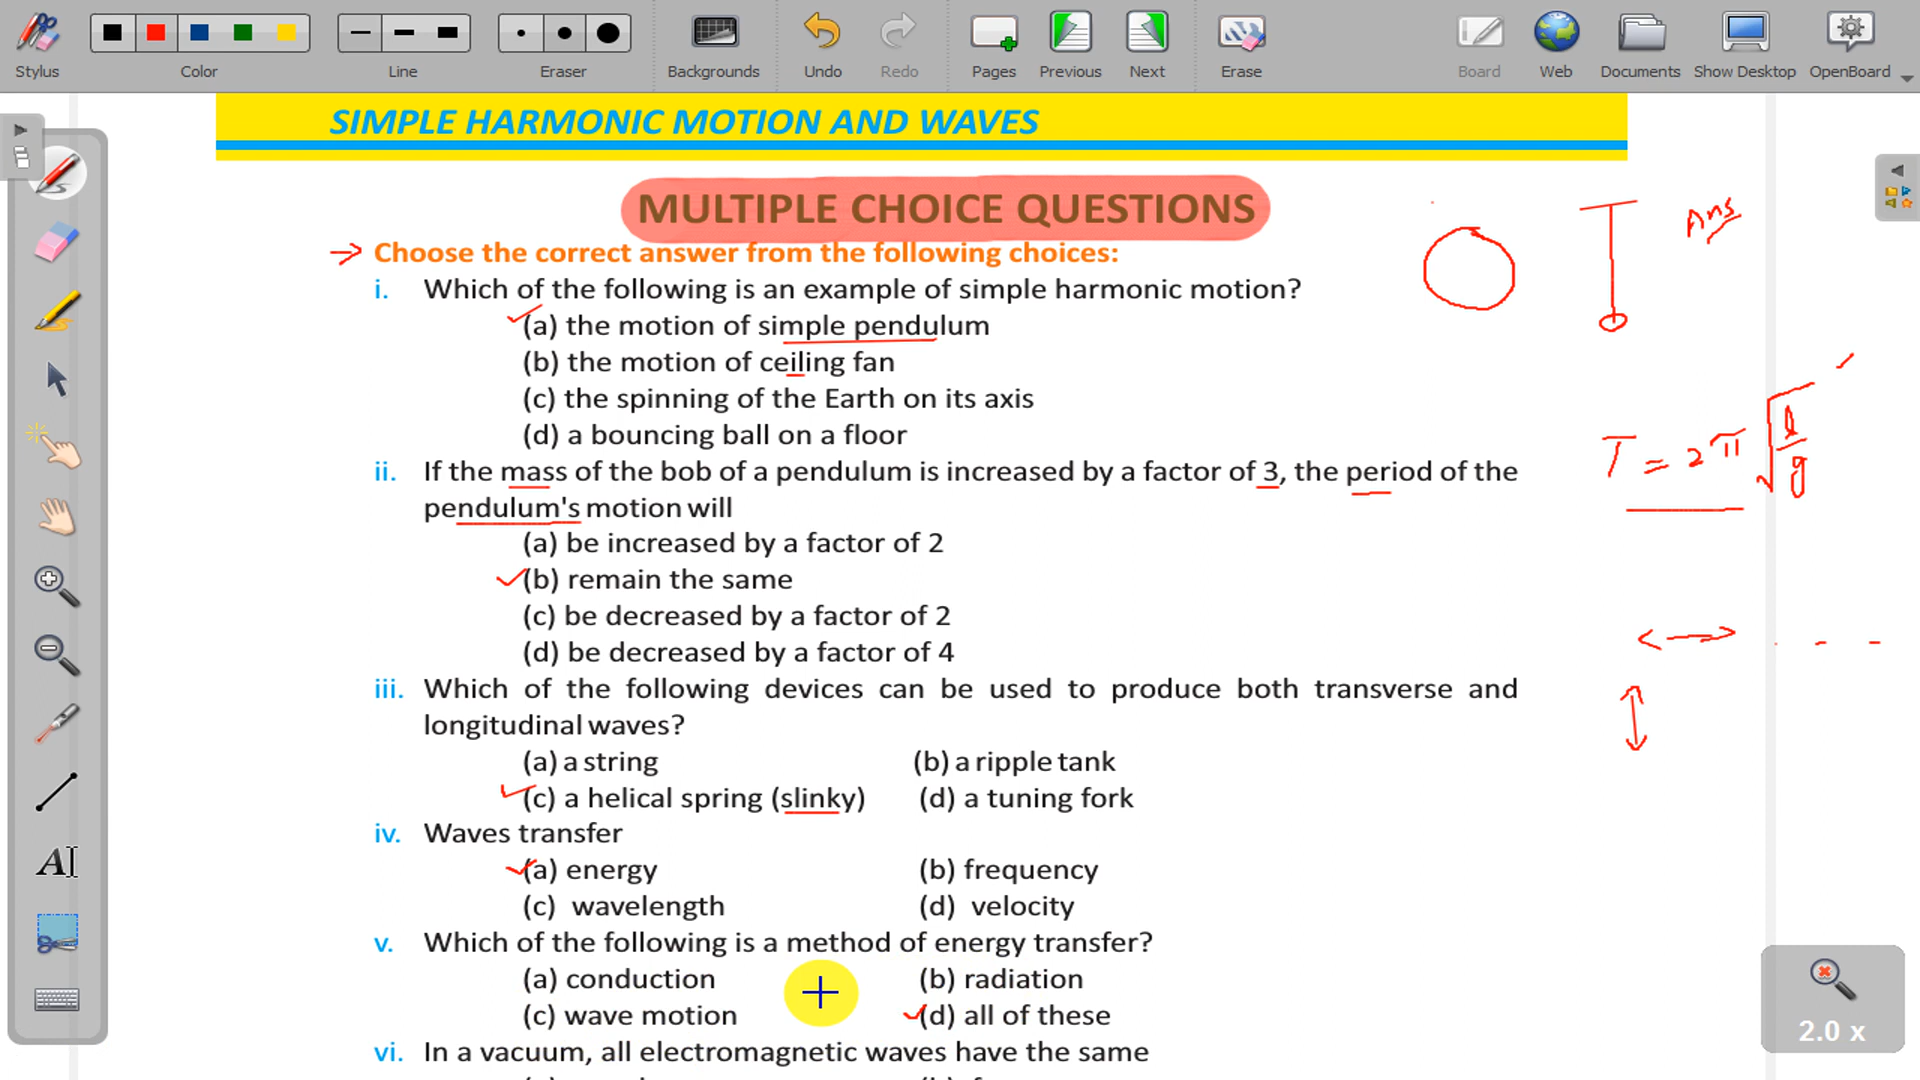 Stylus
Color
Line
Eraser
Backgrounds
Undo
Redo
Pages
Previous
Next
Erase
Board
Web
Documents
Show Desktop
OpenBoard
SIMPLE HARMONIC MOTION AND WAVES
MULTIPLE CHOICE QUESTIONS
Ans
Choose the correct answer from the following choices:
i. Which of the following is an example of simple harmonic motion?
(a) the motion of simple pendulum
(b) the motion of ceiling fan
(c) the spinning of the Earth on its axis
(d) a bouncing ball on a floor
T = 2π √l/g
ii. If the mass of the bob of a pendulum is increased by a factor of 3, the period of the
pendulum's motion will
(a) be increased by a factor of 2
(b) remain the same
(c) be decreased by a factor of 2
(d) be decreased by a factor of 4
iii. Which of the following devices can be used to produce both transverse and
longitudinal waves?
(a) a string (b) a ripple tank
(c) a helical spring (slinky) (d) a tuning fork
iv. Waves transfer
(a) energy (b) frequency
(c) wavelength (d) velocity
v. Which of the following is a method of energy transfer?
(a) conduction (b) radiation
(c) wave motion (d) all of these
vi. In a vacuum, all electromagnetic waves have the same
AI
2.0 x